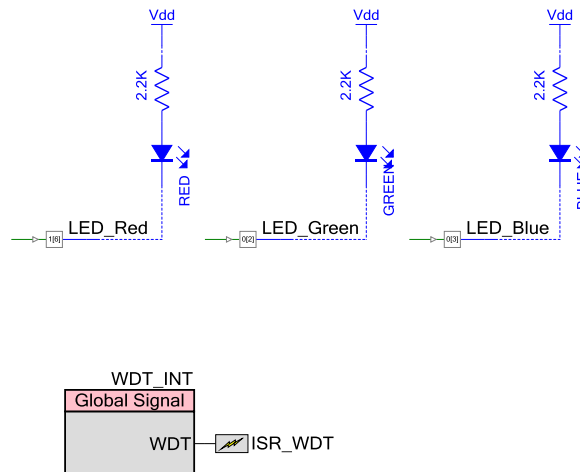 Vdd Vdd Vdd
2.2K 2.2K 2.2K
RED GREEN BLUE
1[6] LED_Red 0[2] LED_Green 0[3] LED_Blue
WDT_INT
Global Signal
WDT ISR_WDT